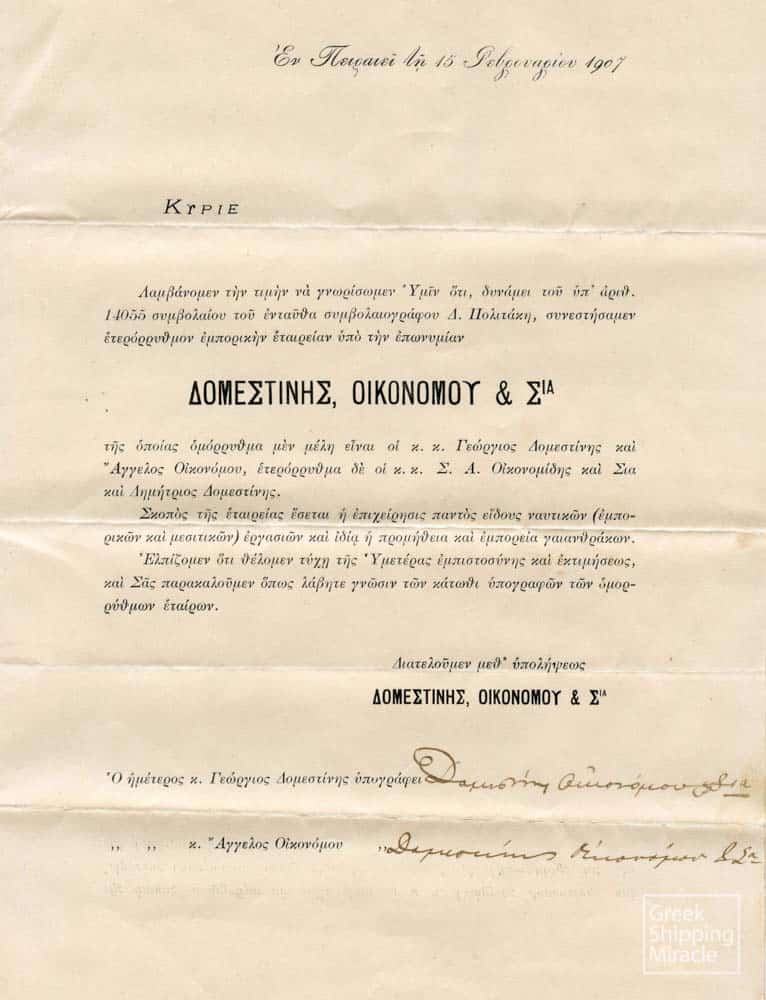 Ἐν Πειραιεῖ τῇ 15 Φεβρουαρίου 1907
ΚΥΡΙΕ
Λαμβάνομεν τὴν τιμὴν νὰ γνωρίσωμεν Ὑμῖν ὅτι, δυνάμει τοῦ ὑπ' ἀριθ.
14055 συμβολαίου τοῦ ἐνταῦθα συμβολαιογράφου Δ. Πολιτάκη, συνεστήσαμεν
ἑτερόρρυθμον ἐμπορικὴν ἑταιρείαν ὑπὸ τὴν ἐπωνυμίαν
ΔΟΜΕΣΤΙΝΗΣ, ΟΙΚΟΝΟΜΟΥ & ΣΙΑ
τῆς ὁποίας ὁμόρρυθμα μὲν μέλη εἶναι οἱ κ. κ. Γεώργιος Δομεστίνης καὶ
Ἄγγελος Οἰκονόμου, ἑτερόρρυθμα δὲ οἱ κ.κ. Σ. Α. Οἰκονομίδης καὶ Σια
καὶ Δημήτριος Δομεστίνης.
Σκοπὸς τῆς ἑταιρείας ἔσεται ἡ ἐπιχείρησις παντὸς εἴδους ναυτικῶν (ἐμπο-
ρικῶν καὶ μεσιτικῶν) ἐργασιῶν καὶ ἰδίᾳ ἡ προμήθεια καὶ ἐμπορεία γαιανθράκων.
Ἐλπίζομεν ὅτι θέλομεν τύχῃ τῆς Ὑμετέρας ἐμπιστοσύνης καὶ ἐκτιμήσεως,
καὶ Σᾶς παρακαλοῦμεν ὅπως λάβητε γνῶσιν τῶν κάτωθι ὑπογραφῶν τῶν ὁμορ-
ρύθμων ἑταίρων.
Διατελοῦμεν μεθ' ὑπολήψεως
ΔΟΜΕΣΤΙΝΗΣ, ΟΙΚΟΝΟΜΟΥ & ΣΙΑ
Ὁ ἡμέτερος κ. Γεώργιος Δομεστίνης ὑπογράφει Δομεστίνης Οἰκονόμου & Σια
,, ,, κ. Ἄγγελος Οἰκονόμου ,, Δομεστίνης Οἰκονόμου & Σια
Greek
Shipping
Miracle